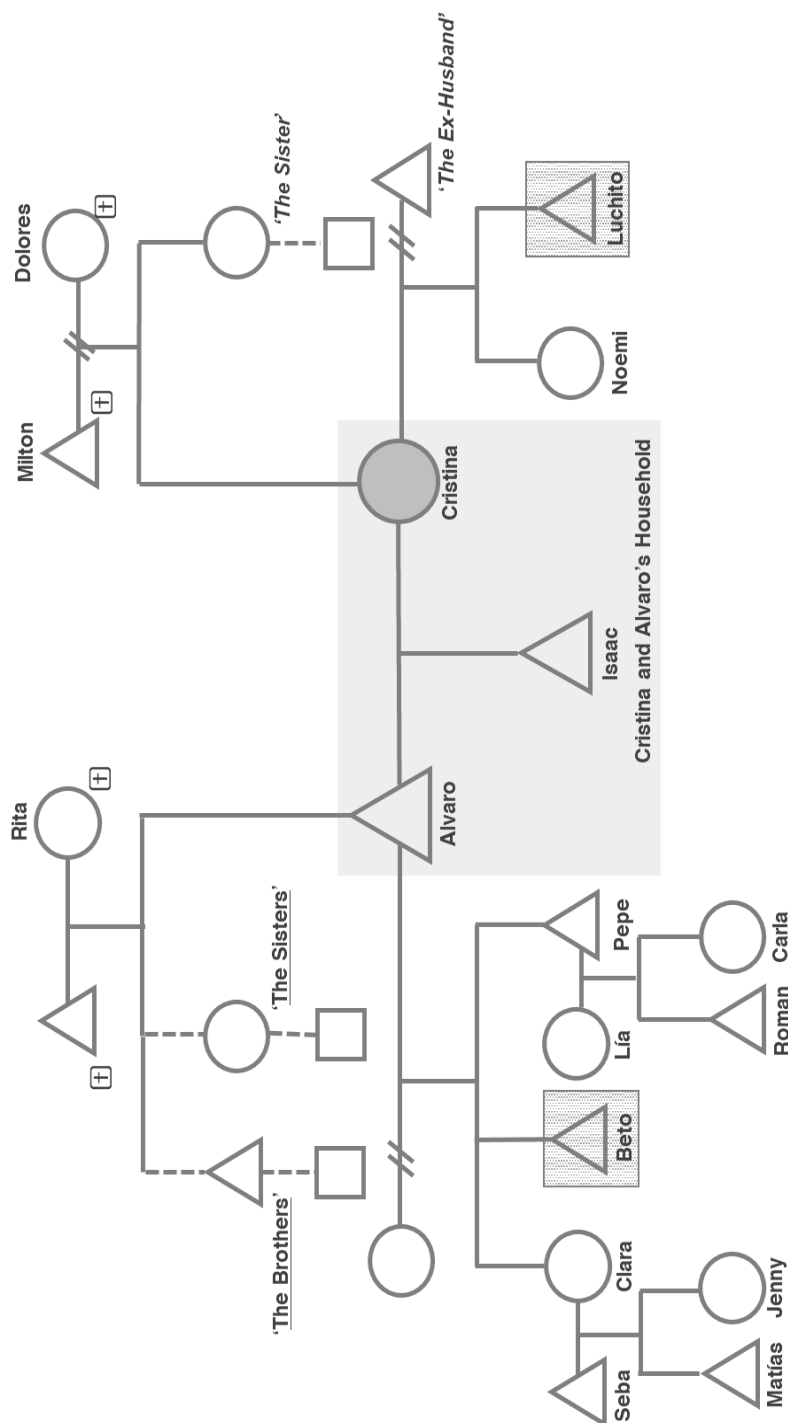 Rita
Milton
Dolores
'The Brothers'
'The Sisters'
'The Sister'
Alvaro
Cristina
'The Ex-Husband'
Isaac
Cristina and Alvaro's Household
Seba
Clara
Beto
Lía
Pepe
Noemi
Luchito
Matías
Jenny
Roman
Carla